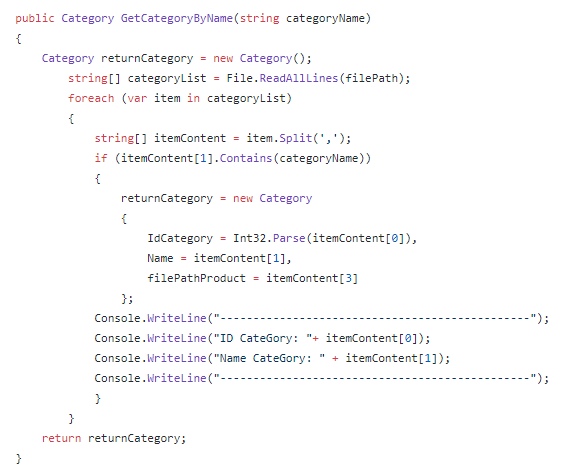 public Category GetCategoryByName(string categoryName)
{
    Category returnCategory = new Category();
        string[] categoryList = File.ReadAllLines(filePath);
        foreach (var item in categoryList)
        {
            string[] itemContent = item.Split(',');
            if (itemContent[1].Contains(categoryName))
            {
                returnCategory = new Category
                {
                    IdCategory = Int32.Parse(itemContent[0]),
                    Name = itemContent[1],
                    filePathProduct = itemContent[3]
                };
            Console.WriteLine("-----------------------------------------------");
            Console.WriteLine("ID CateGory: "+ itemContent[0]);
            Console.WriteLine("Name CateGory: " + itemContent[1]);
            Console.WriteLine("-----------------------------------------------");
            }
        }
    return returnCategory;
}